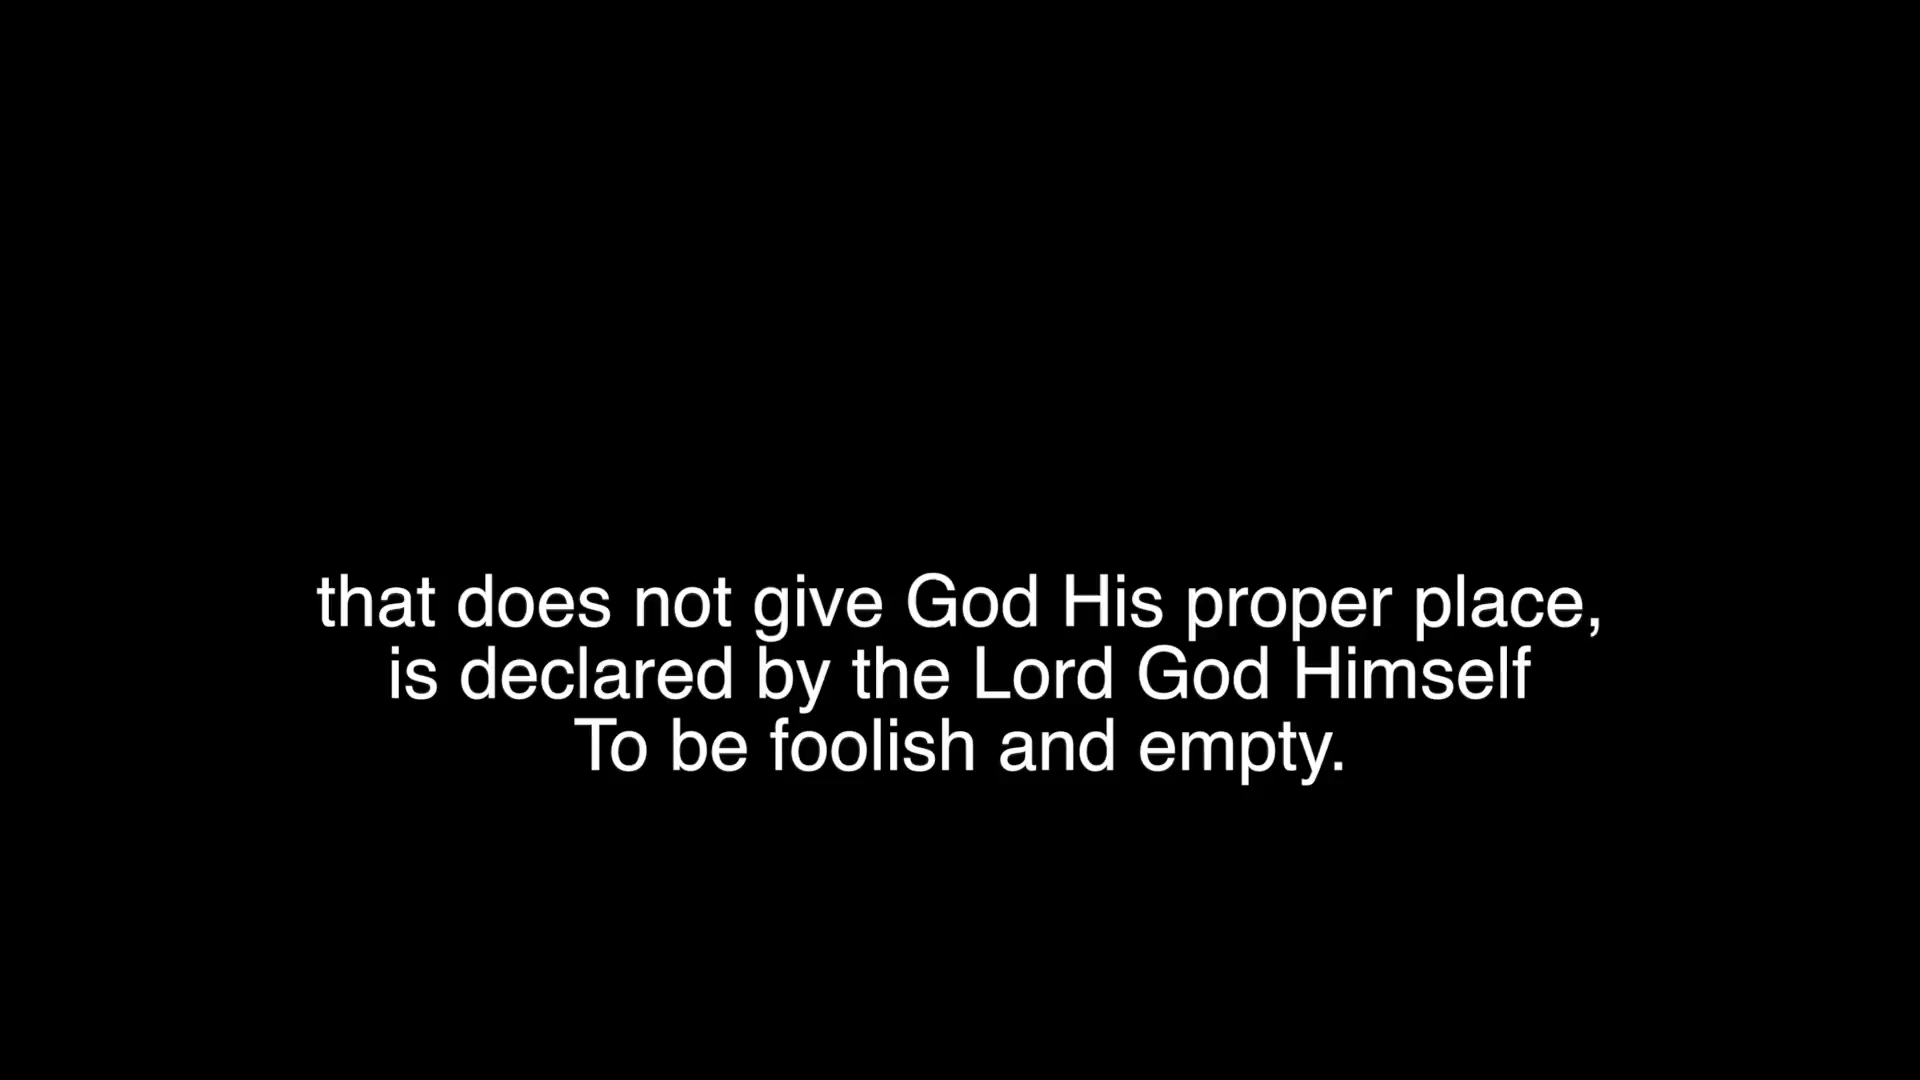 that does not give God His proper place,
is declared by the Lord God Himself
To be foolish and empty.